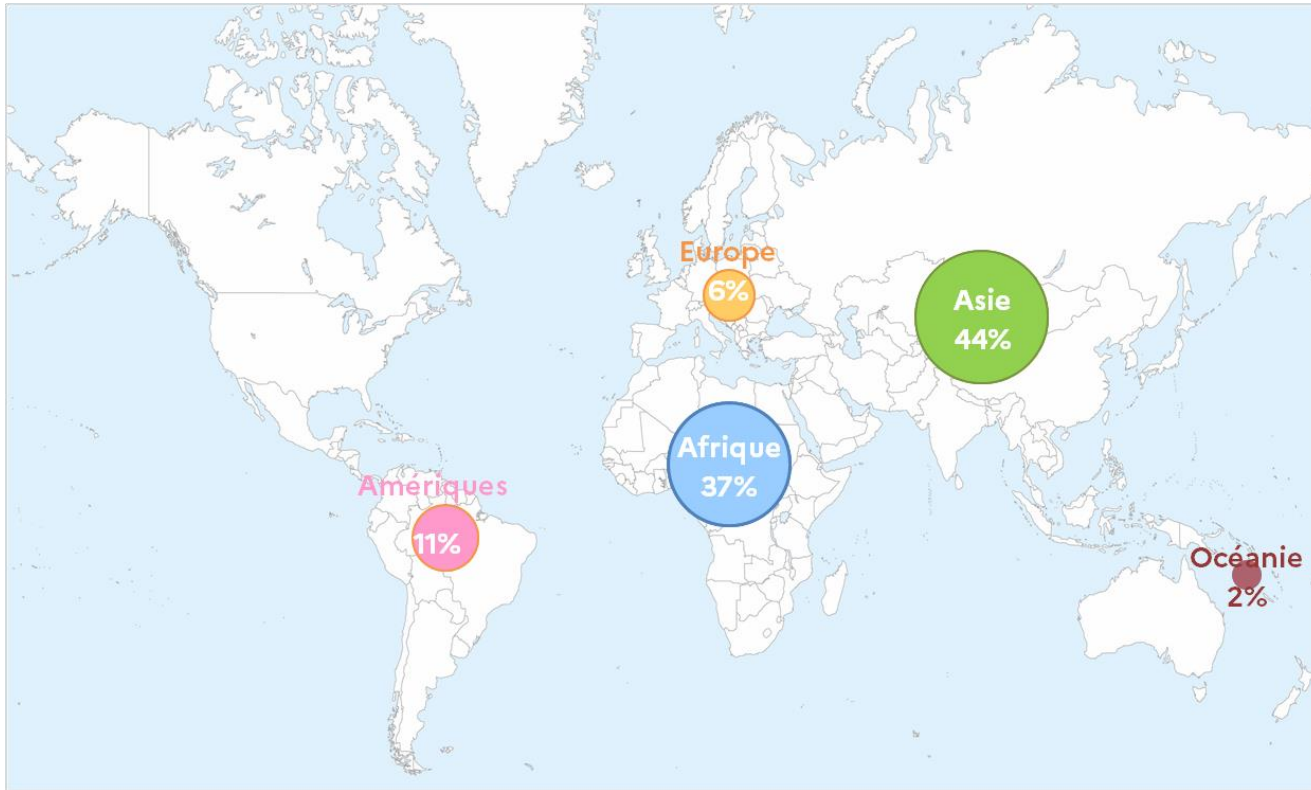 Europe
6%
Asie
44%
Afrique
37%
Amériques
11%
Océanie
2%